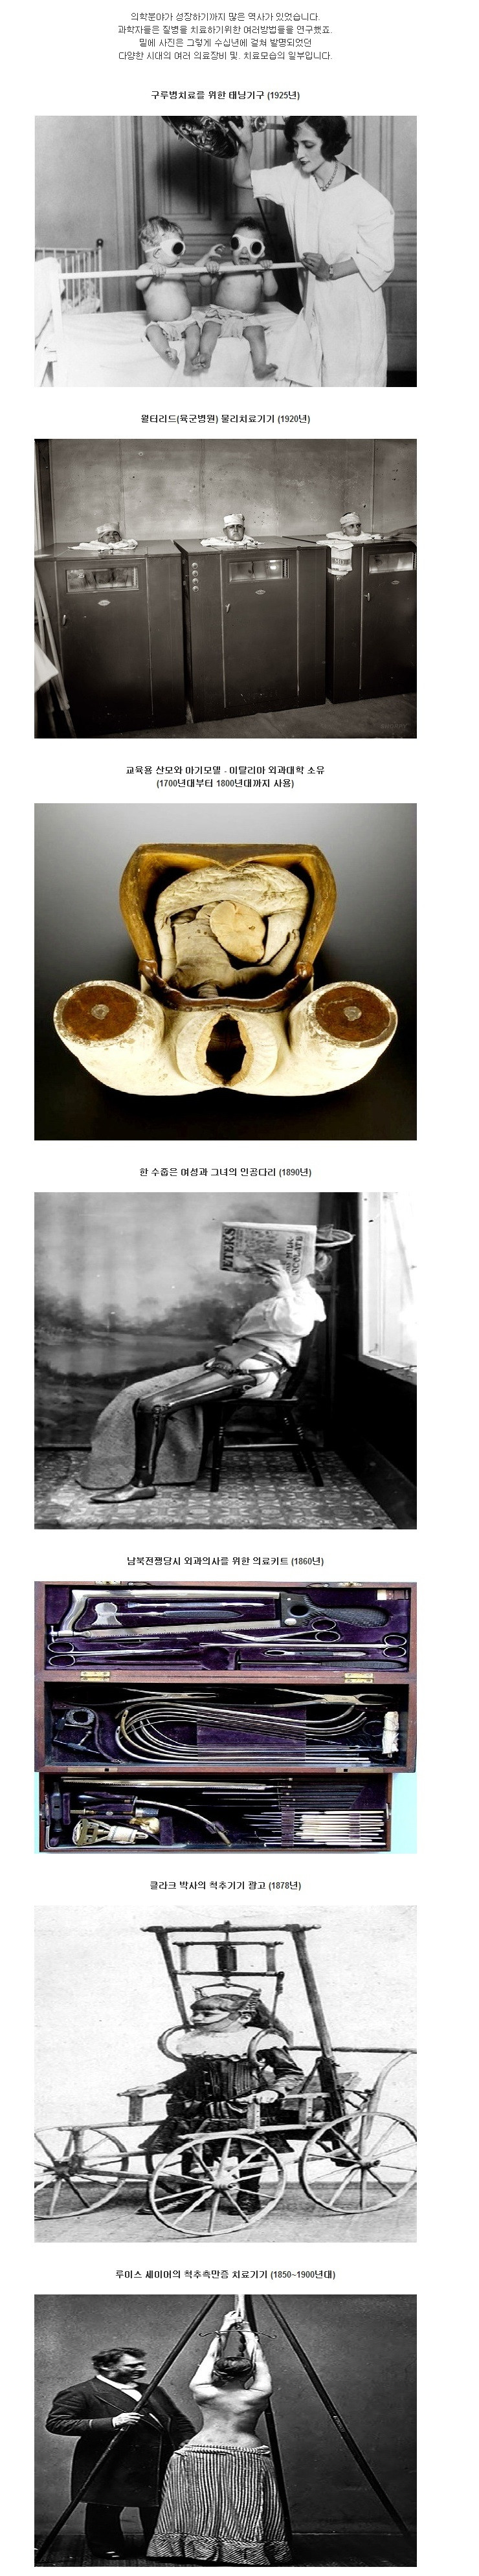 의학분야가 성장하기까지 많은 역사가 있었습니다.
과학자들은 질병을 치료하기위한 여러방법들을 연구했죠.
밑에 사진은 그렇게 수십년에 걸쳐 발명되었던
다양한 시대의 여러 의료장비 및. 치료모습의 일부입니다.
구루병치료를 위한 태닝기구 (1925년)
월터리드(육군병원) 물리치료기기 (1920년)
교육용 산모와 아기모델 - 이탈리아 외과대학 소유
(1700년대부터 1800년대까지 사용)
한 수줍은 여성과 그녀의 인공다리 (1890년)
ETER'S
MILK
CHOCOLATE
남북전쟁당시 외과의사를 위한 의료키트 (1860년)
클라크 박사의 척추기기 광고 (1878년)
루이스 세이어의 척추측만증 치료기기 (1850~1900년대)